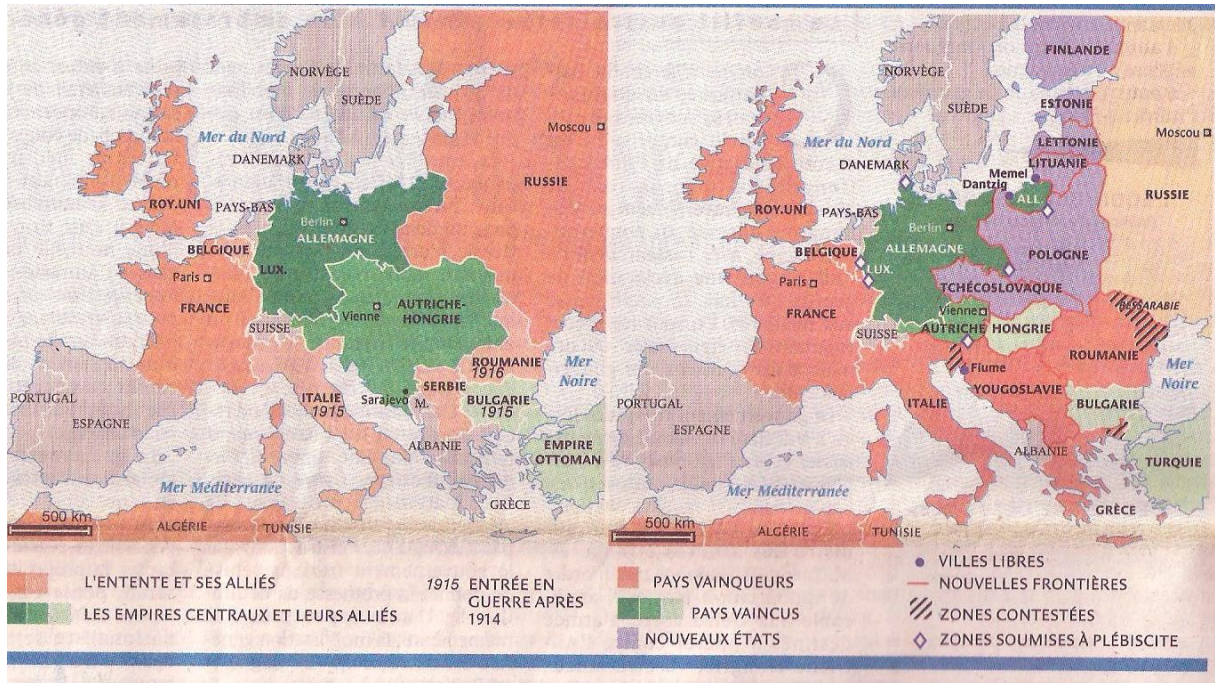 NORVÈGE
SUÈDE
Moscou
Mer du Nord
DANEMARK
RUSSIE
ROY.UNI
PAYS-BAS
Berlin
ALLEMAGNE
BELGIQUE
LUX.
Paris
FRANCE
AUTRICHE-
HONGRIE
Vienne
SUISSE
ROUMANIE
1916
Mer
Noire
SERBIE
ITALIE
1915
Sarajevo
M.
BULGARIE
1915
PORTUGAL
ESPAGNE
ALBANIE
EMPIRE
OTTOMAN
Mer Méditerranée
GRÈCE
500 km
ALGÉRIE
TUNISIE
L'ENTENTE ET SES ALLIÉS
LES EMPIRES CENTRAUX ET LEURS ALLIÉS
1915 ENTRÉE EN
GUERRE APRÈS
1914
FINLANDE
NORVÈGE
SUÈDE
ESTONIE
Moscou
Mer du Nord
LETTONIE
DANEMARK
LITUANIE
Memel
Dantzig
ALL.
RUSSIE
ROY.UNI
PAYS-BAS
Berlin
ALLEMAGNE
BELGIQUE
POLOGNE
LUX.
Paris
TCHÉCOSLOVAQUIE
FRANCE
Vienne
BESSARABIE
SUISSE
AUTRICHE
HONGRIE
ROUMANIE
Fiume
Mer
Noire
YOUGOSLAVIE
ITALIE
BULGARIE
PORTUGAL
ESPAGNE
ALBANIE
TURQUIE
Mer Méditerranée
GRÈCE
500 km
ALGÉRIE
TUNISIE
PAYS VAINQUEURS
PAYS VAINCUS
NOUVEAUX ÉTATS
VILLES LIBRES
NOUVELLES FRONTIÈRES
ZONES CONTESTÉES
ZONES SOUMISES À PLÉBISCITE